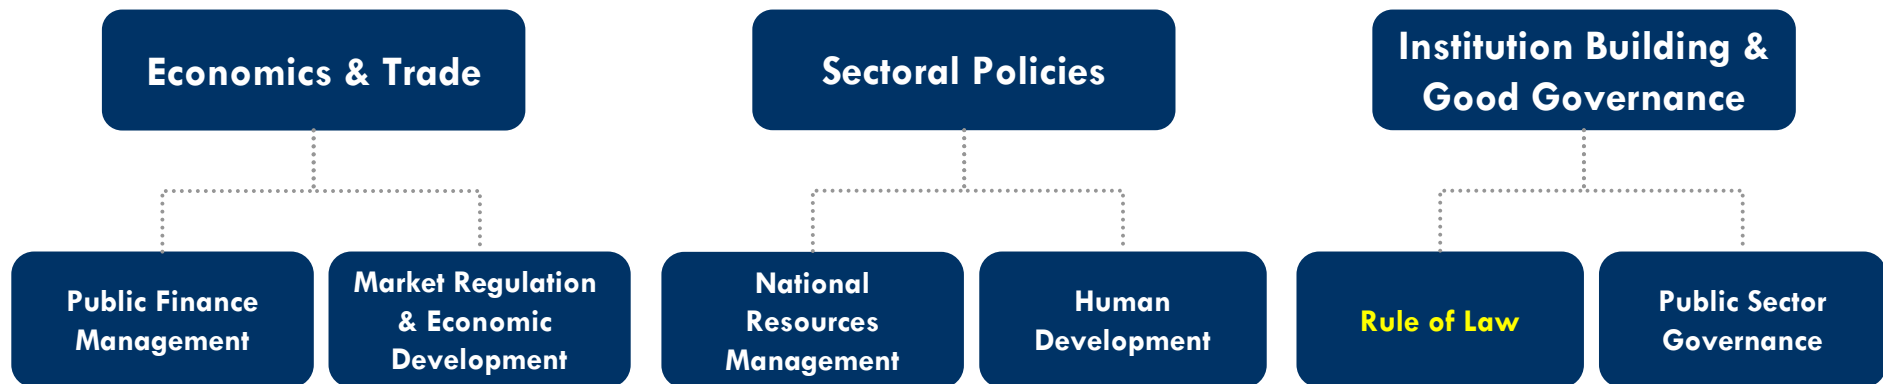 Economics & Trade
Sectoral Policies
Institution Building &
Good Governance
Public Finance
Management
Market Regulation
& Economic
Development
National
Resources
Management
Human
Development
Rule of Law
Public Sector
Governance